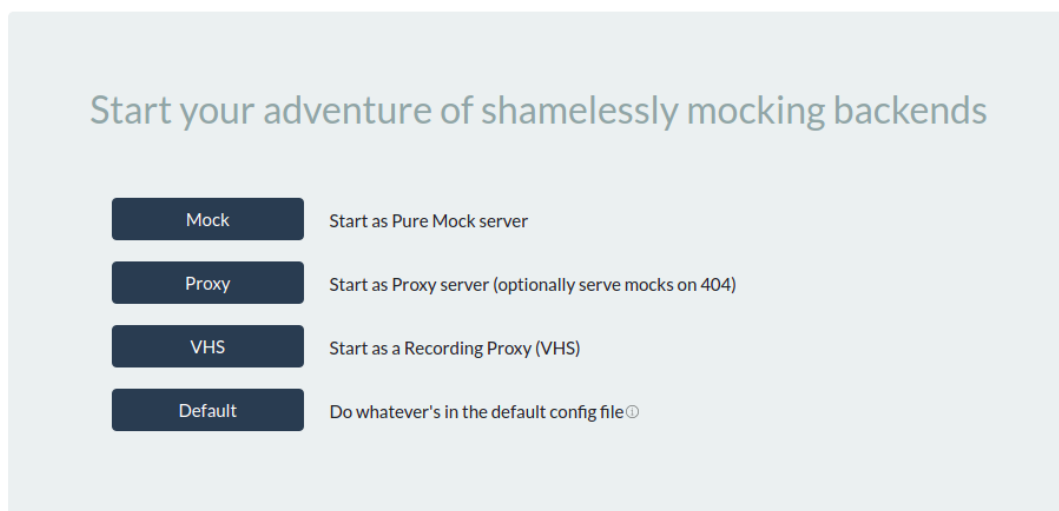 Start your adventure of shamelessly mocking backends
Mock Start as Pure Mock server
Proxy Start as Proxy server (optionally serve mocks on 404)
VHS Start as a Recording Proxy (VHS)
Default Do whatever's in the default config file ⓘ